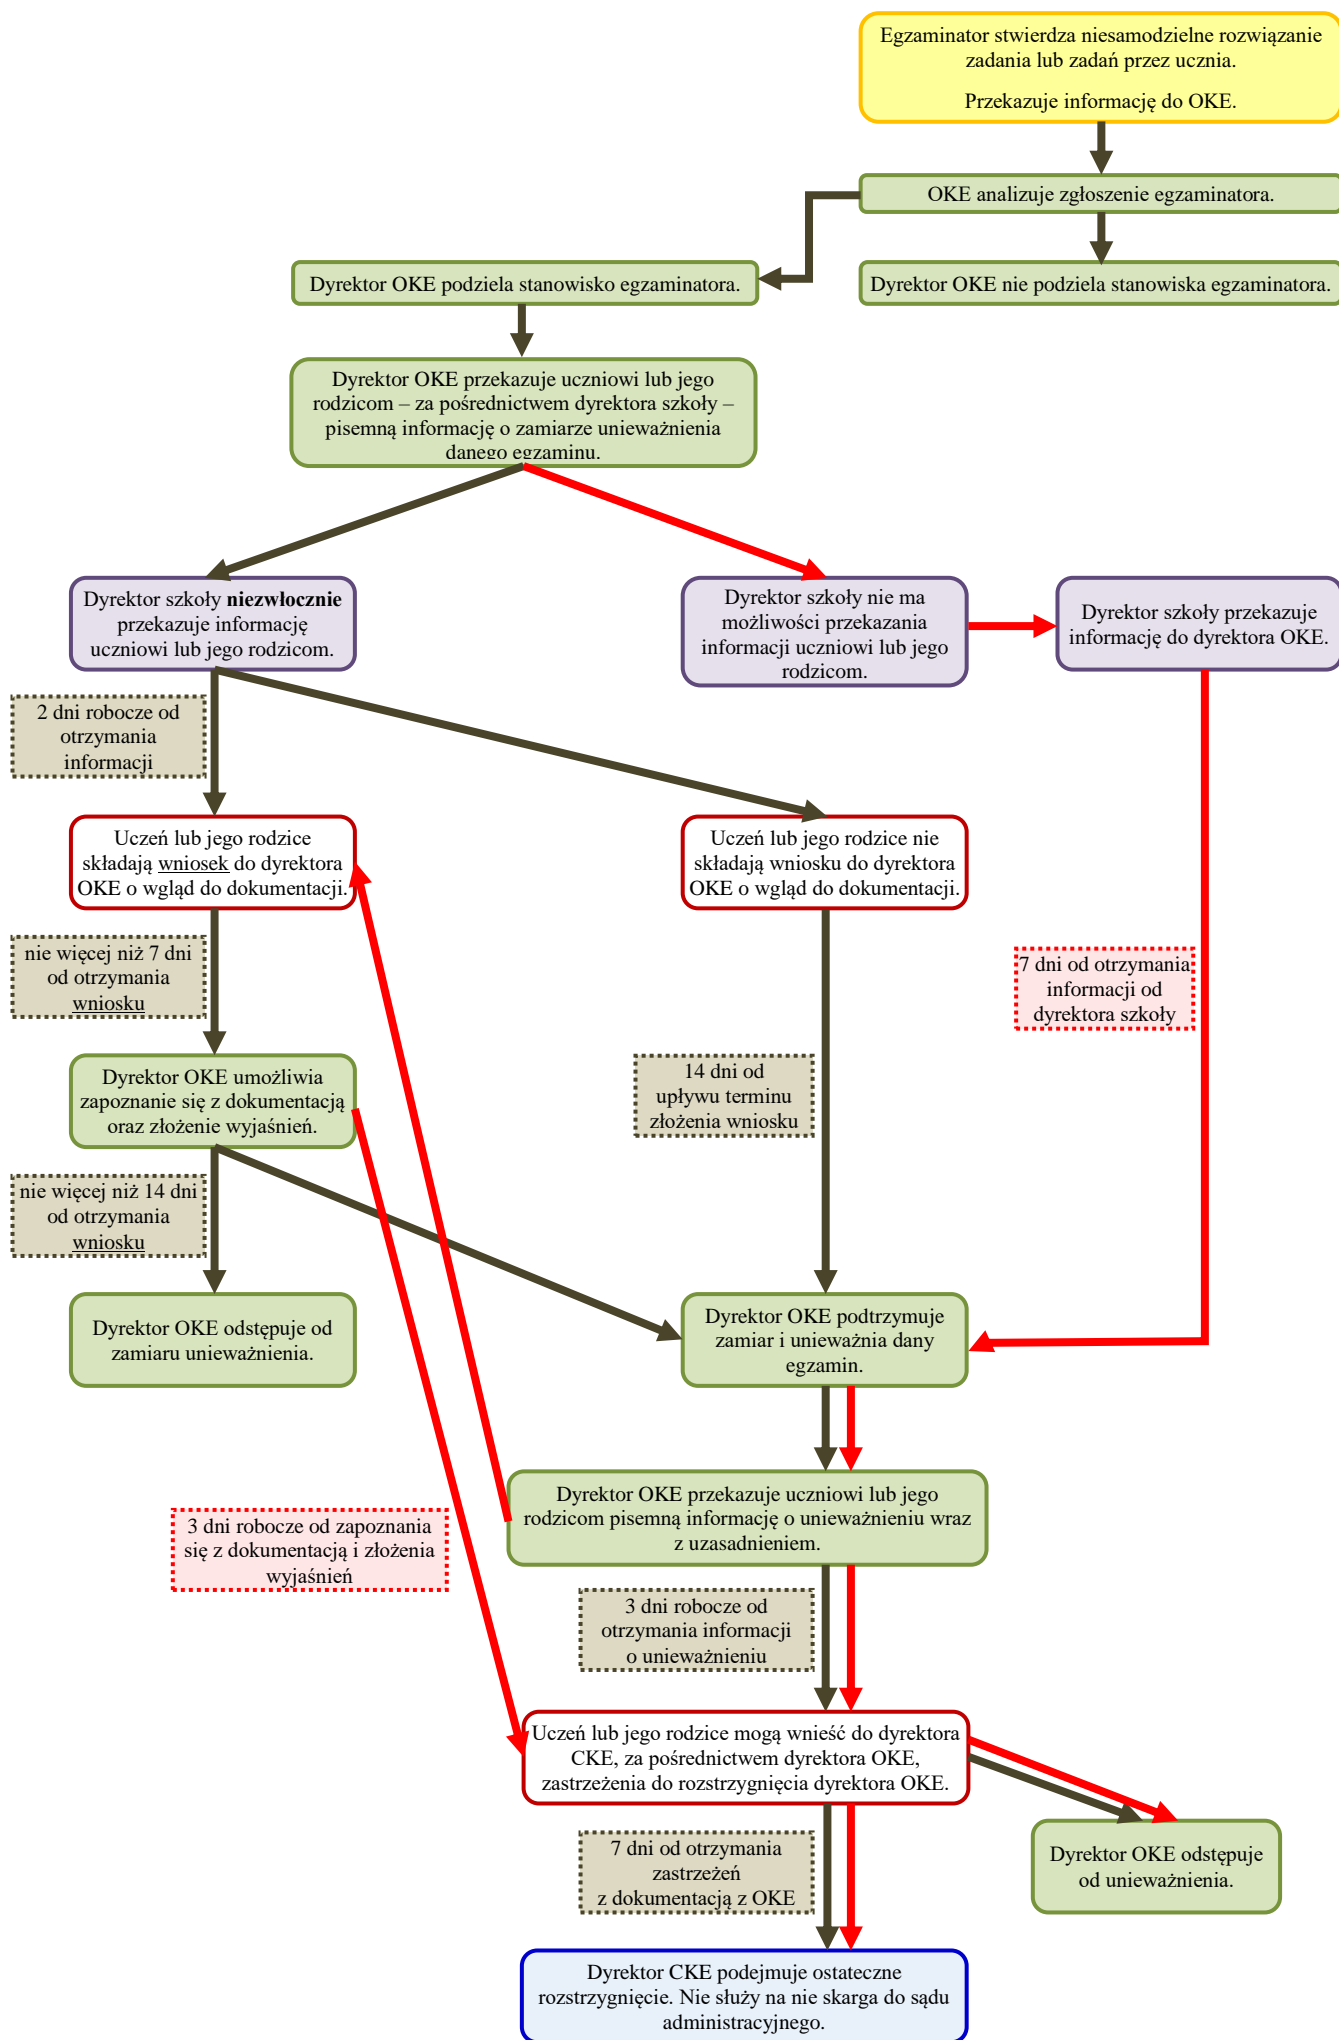 Egzaminator stwierdza niesamodzielne rozwiązanie
zadania lub zadań przez ucznia.
Przekazuje informację do OKE.
OKE analizuje zgłoszenie egzaminatora.
Dyrektor OKE podziela stanowisko egzaminatora.
Dyrektor OKE nie podziela stanowiska egzaminatora.
Dyrektor OKE przekazuje uczniowi lub jego
rodzicom – za pośrednictwem dyrektora szkoły –
pisemną informację o zamiarze unieważnienia
danego egzaminu.
Dyrektor szkoły niezwłocznie
przekazuje informację
uczniowi lub jego rodzicom.
Dyrektor szkoły nie ma
możliwości przekazania
informacji uczniowi lub jego
rodzicom.
Dyrektor szkoły przekazuje
informację do dyrektora OKE.
2 dni robocze od
otrzymania
informacji
Uczeń lub jego rodzice
składają wniosek do dyrektora
OKE o wgląd do dokumentacji.
Uczeń lub jego rodzice nie
składają wniosku do dyrektora
OKE o wgląd do dokumentacji.
nie więcej niż 7 dni
od otrzymania
wniosku
7 dni od otrzymania
informacji od
dyrektora szkoły
Dyrektor OKE umożliwia
zapoznanie się z dokumentacją
oraz złożenie wyjaśnień.
14 dni od
upływu terminu
złożenia wniosku
nie więcej niż 14 dni
od otrzymania
wniosku
Dyrektor OKE odstępuje od
zamiaru unieważnienia.
Dyrektor OKE podtrzymuje
zamiar i unieważnia dany
egzamin.
Dyrektor OKE przekazuje uczniowi lub jego
rodzicom pisemną informację o unieważnieniu wraz
z uzasadnieniem.
3 dni robocze od zapoznania
się z dokumentacją i złożenia
wyjaśnień
3 dni robocze od
otrzymania informacji
o unieważnieniu
Uczeń lub jego rodzice mogą wnieść do dyrektora
CKE, za pośrednictwem dyrektora OKE,
zastrzeżenia do rozstrzygnięcia dyrektora OKE.
7 dni od otrzymania
zastrzeżeń
z dokumentacją z OKE
Dyrektor OKE odstępuje
od unieważnienia.
Dyrektor CKE podejmuje ostateczne
rozstrzygnięcie. Nie służy na nie skarga do sądu
administracyjnego.